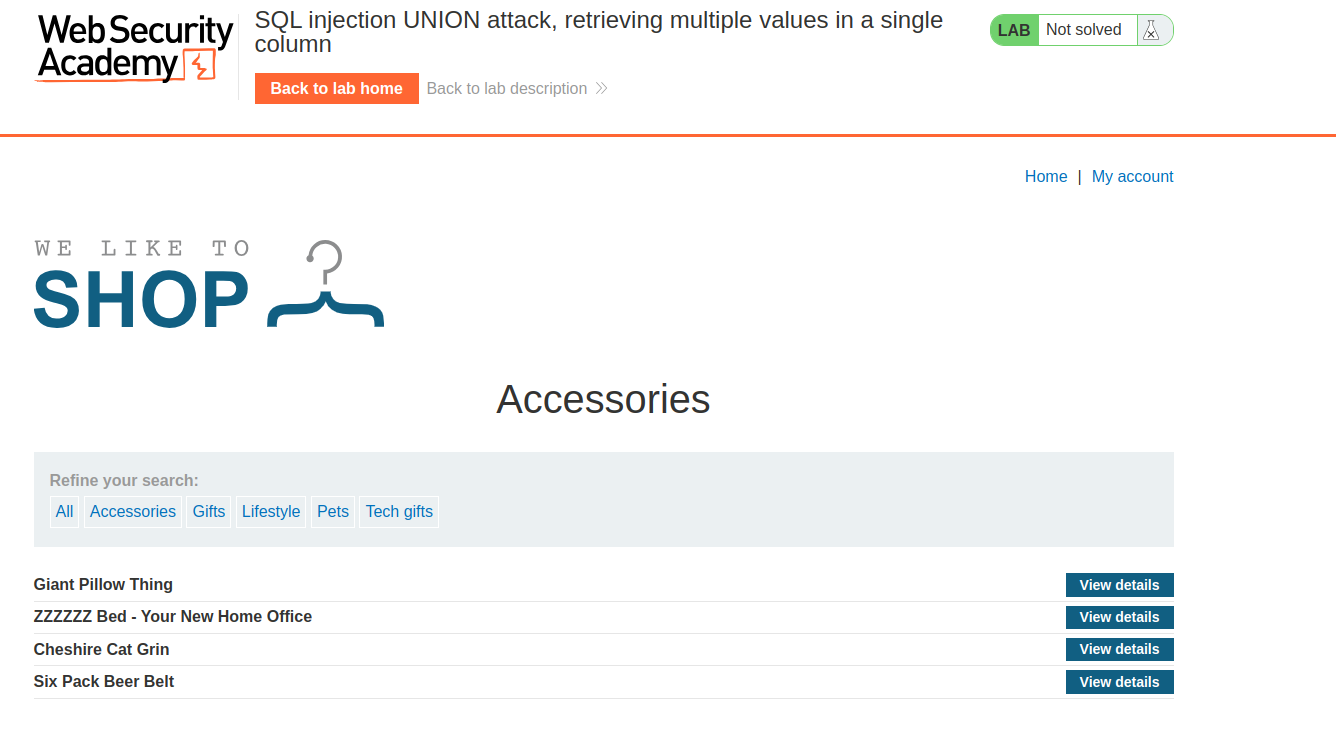 Web Security
Academy
SQL injection UNION attack, retrieving multiple values in a single
column
LAB Not solved
Back to lab home Back to lab description
Home | My account
WE LIKE TO
SHOP
Accessories
Refine your search:
All Accessories Gifts Lifestyle Pets Tech gifts
Giant Pillow Thing View details
ZZZZZZ Bed - Your New Home Office View details
Cheshire Cat Grin View details
Six Pack Beer Belt View details